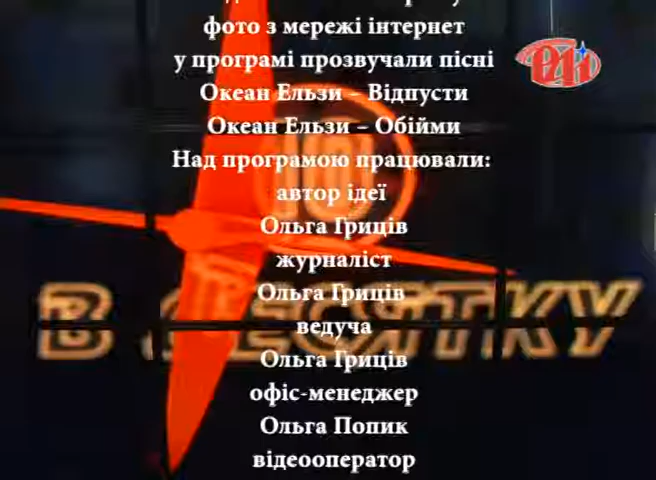 фото з мережі інтернет
у програмі прозвучали пісні
Океан Ельзи – Відпусти
Океан Ельзи – Обійми
Над програмою працювали:
автор ідеї
Ольга Гриців
журналіст
Ольга Гриців
ведуча
Ольга Гриців
офіс-менеджер
Ольга Попик
відеооператор
В ДЕСЯТКУ